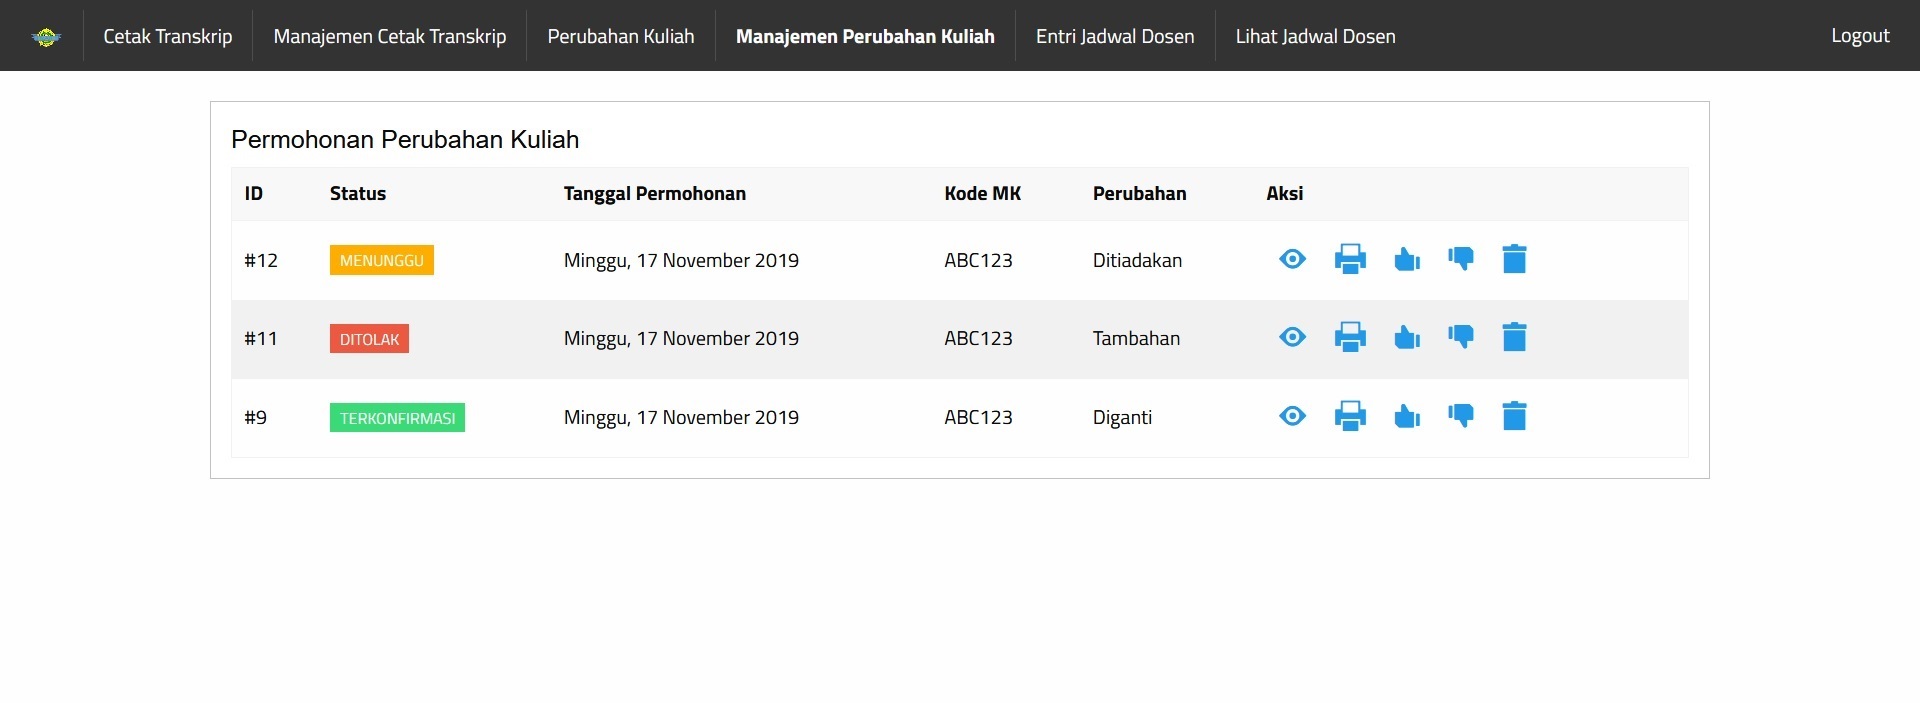 Cetak Transkrip Manajemen Cetak Transkrip Perubahan Kuliah Manajemen Perubahan Kuliah Entri Jadwal Dosen Lihat Jadwal Dosen Logout
Permohonan Perubahan Kuliah
ID Status Tanggal Permohonan Kode MK Perubahan Aksi
#12 MENUNGGU Minggu, 17 November 2019 ABC123 Ditiadakan
#11 DITOLAK Minggu, 17 November 2019 ABC123 Tambahan
#9 TERKONFIRMASI Minggu, 17 November 2019 ABC123 Diganti